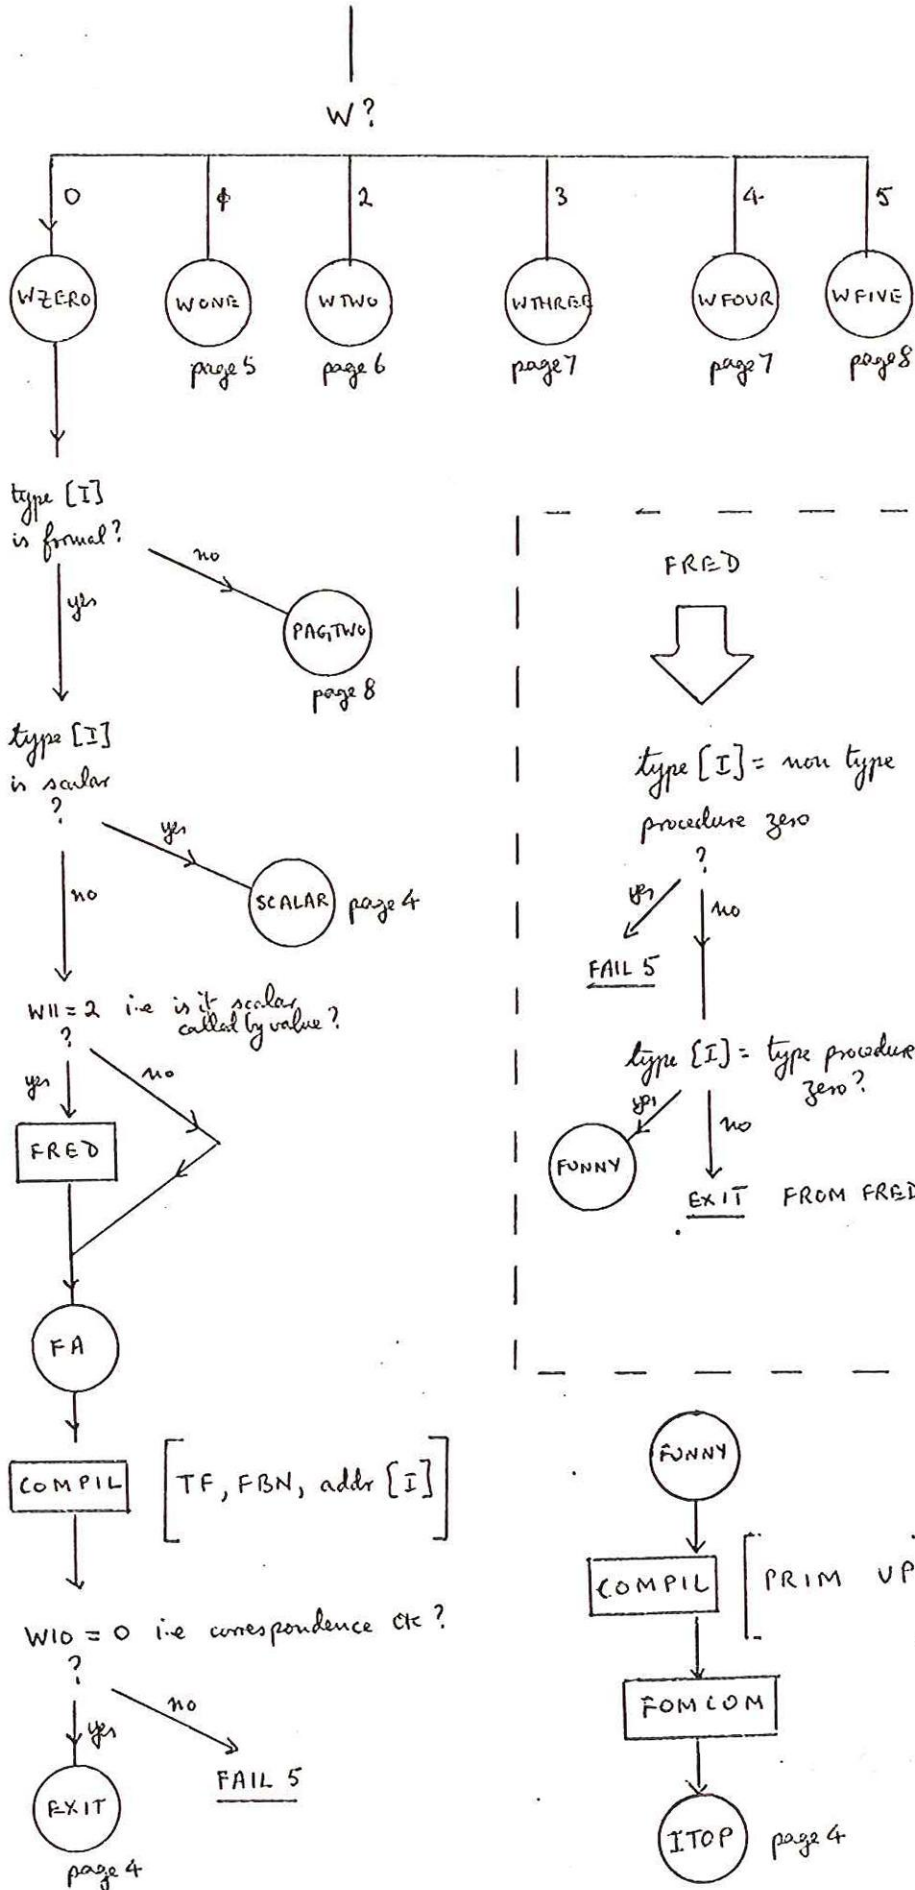 W?
0
1
2
3
4
5
WZERO
WONE
WTWO
WTHREE
WFOUR
WFIVE
page 5
page 6
page 7
page 7
page 8
type [I]
is formal?
no
yes
PAG,TWO
page 8
type [I]
is scalar
?
yes
no
SCALAR
page 4
W11 = 2 i.e is it scalar
called by value?
?
yes
no
FRED
FA
COMPIL
[TF, FBN, addr [I]]
W10 = 0 i.e correspondence ck?
?
yes
no
FAIL 5
EXIT
page 4
FRED
type [I] = non type
procedure zero
?
yes
no
FAIL 5
type [I] = type procedure
zero?
yes
no
FUNNY
EXIT FROM FRED
FUNNY
COMPIL
[PRIM UP
FOMCOM
ITOP
page 4